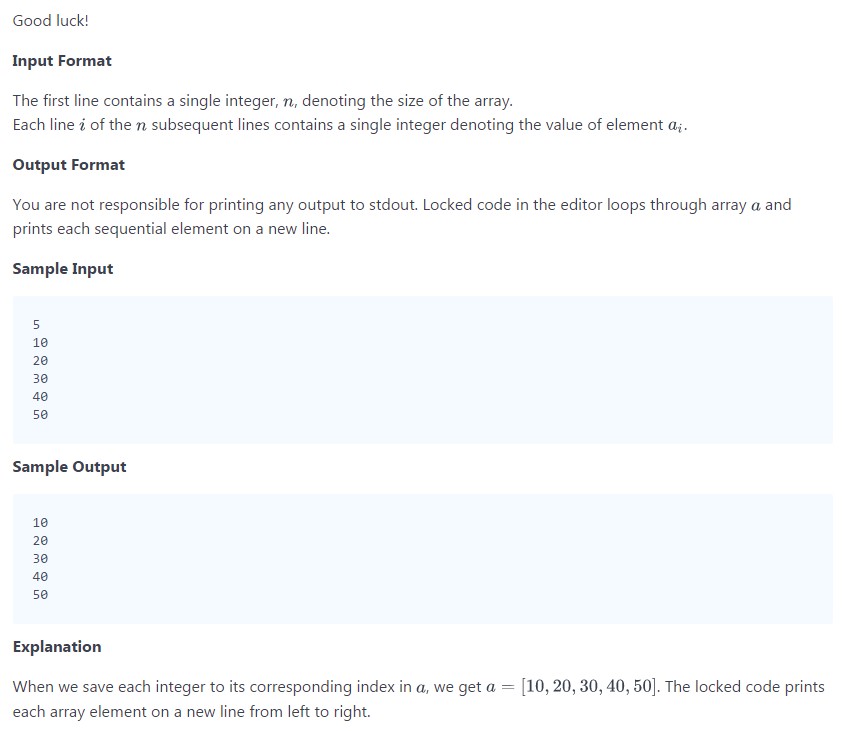 Good luck!
Input Format
The first line contains a single integer, n, denoting the size of the array.
Each line i of the n subsequent lines contains a single integer denoting the value of element aᵢ.
Output Format
You are not responsible for printing any output to stdout. Locked code in the editor loops through array a and
prints each sequential element on a new line.
Sample Input
5
10
20
30
40
50
Sample Output
10
20
30
40
50
Explanation
When we save each integer to its corresponding index in a, we get a = [10, 20, 30, 40, 50]. The locked code prints
each array element on a new line from left to right.